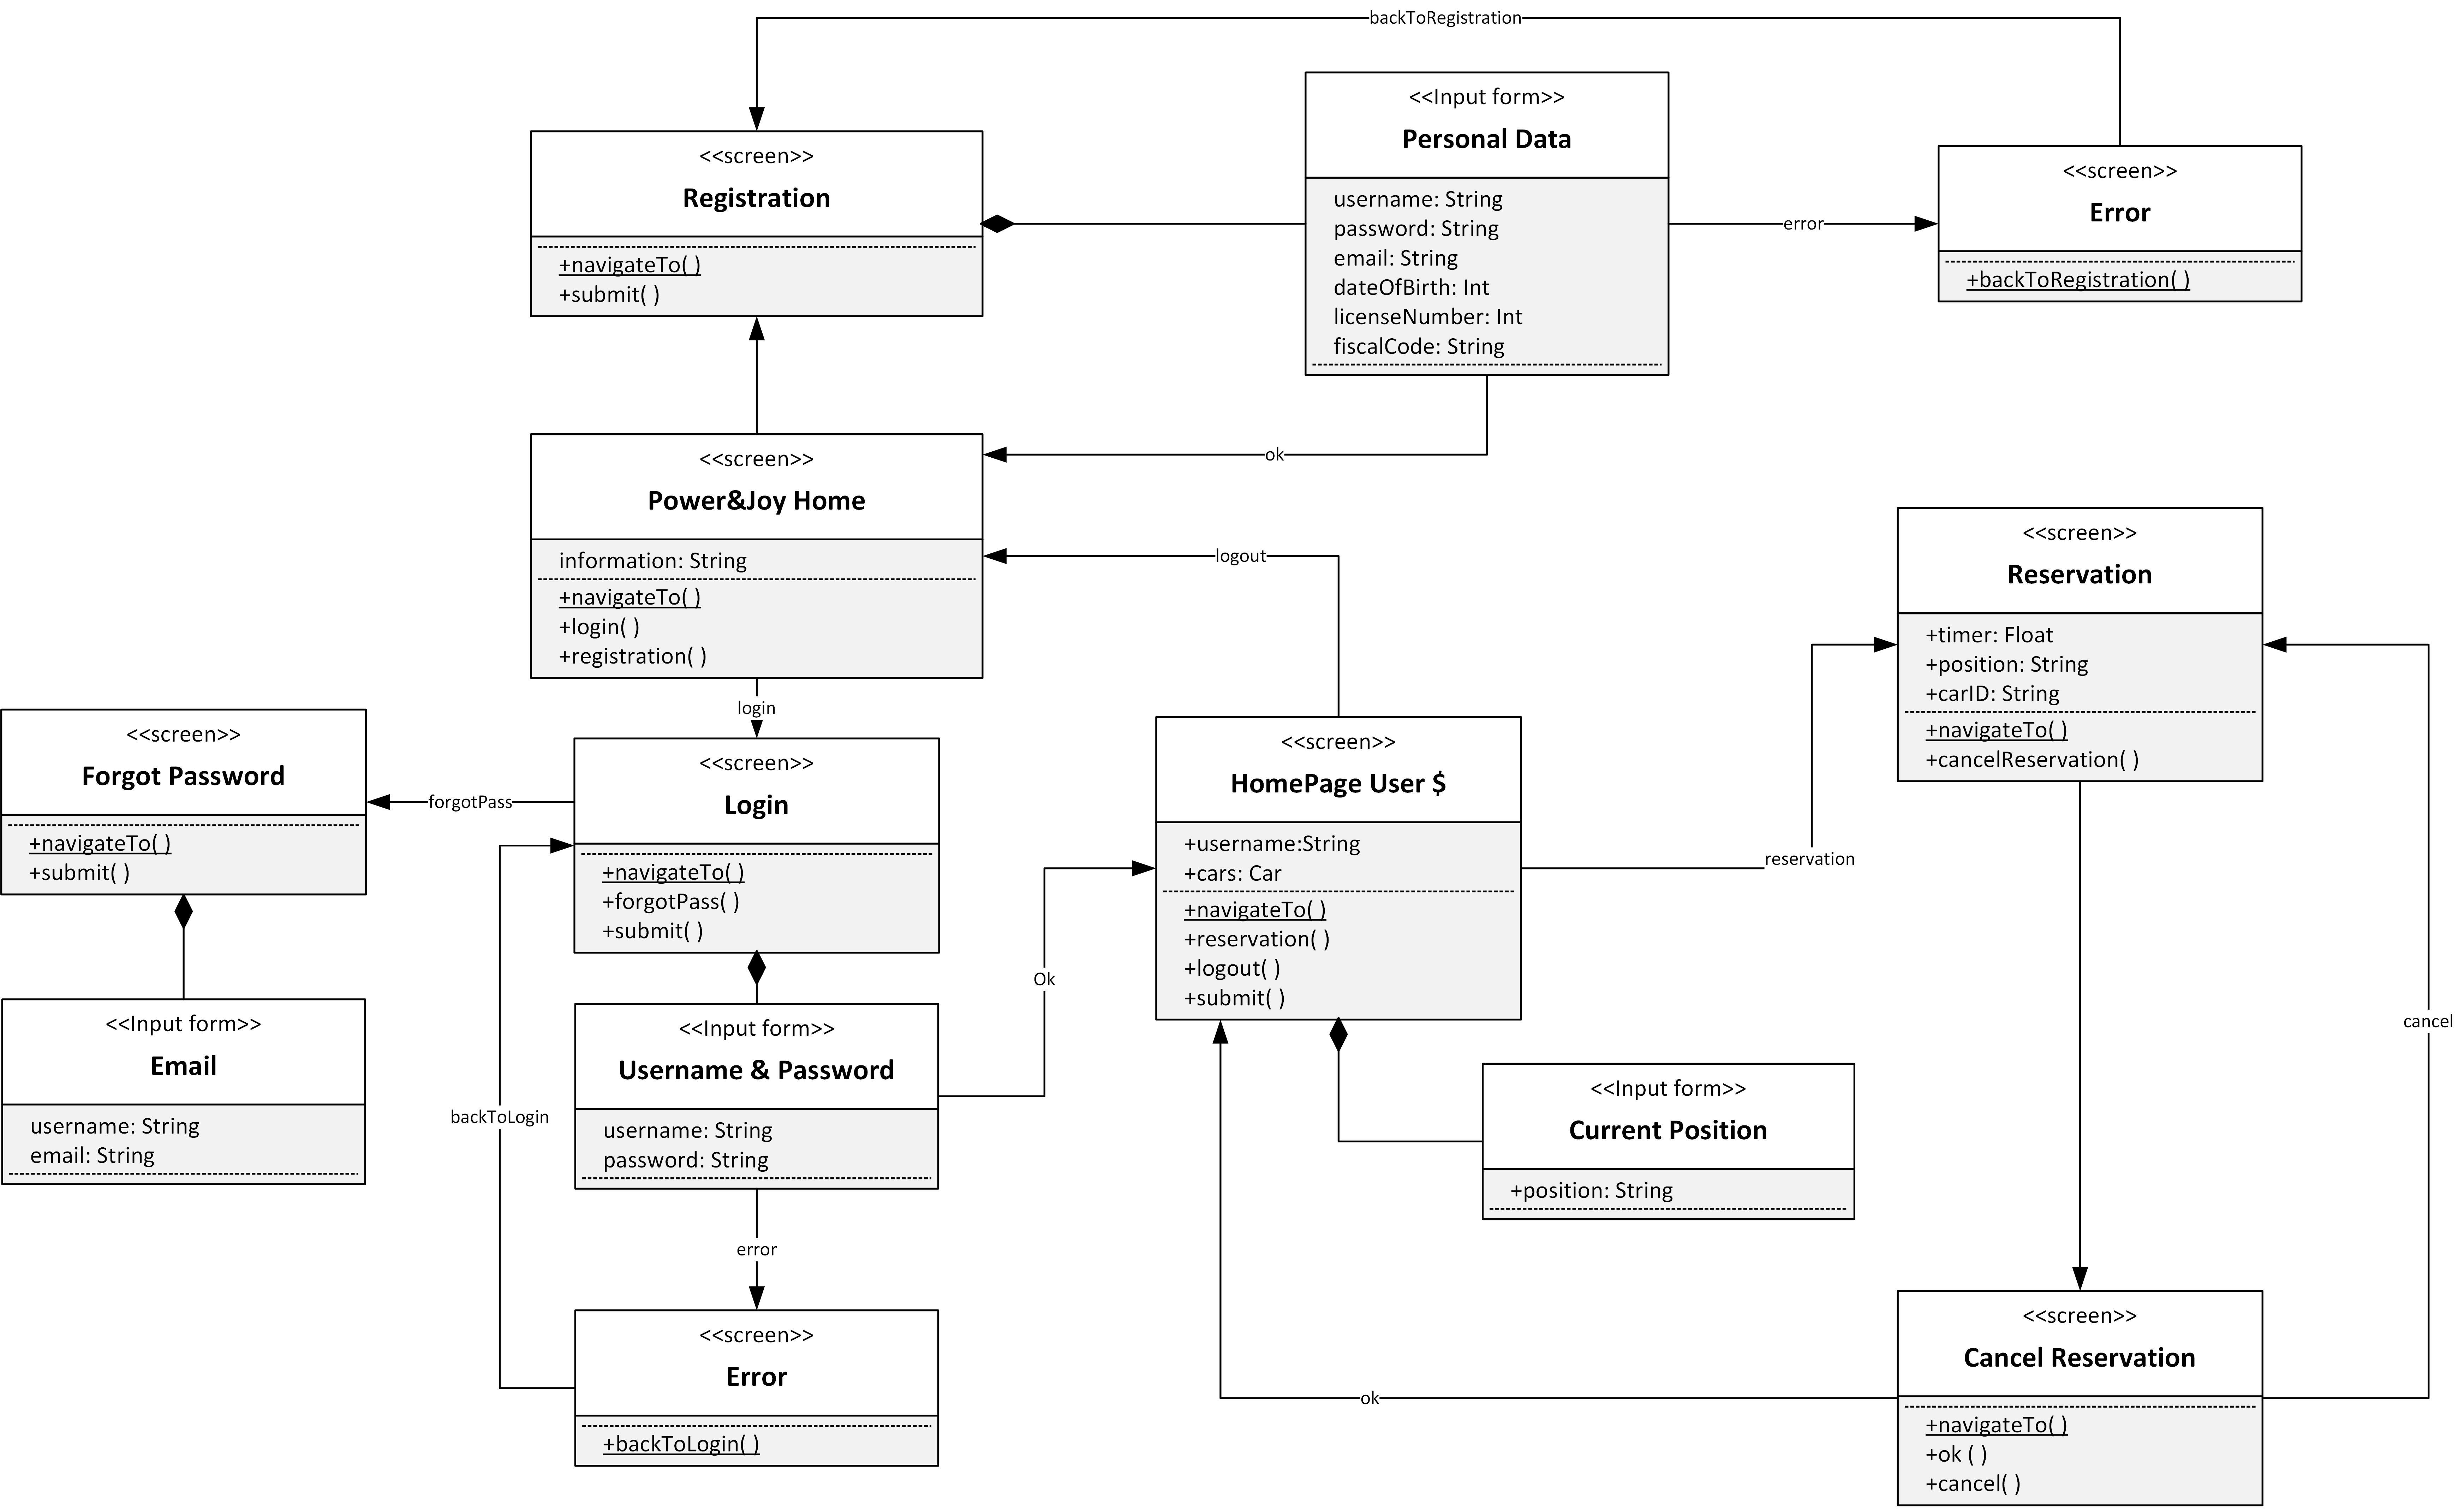 backToRegistration
<<Input form>>
Personal Data
username: String
password: String
email: String
dateOfBirth: Int
licenseNumber: Int
fiscalCode: String
<<screen>>
Registration
+navigateTo( )
+submit( )
error
<<screen>>
Error
+backToRegistration( )
ok
<<screen>>
Power&Joy Home
information: String
+navigateTo( )
+login( )
+registration( )
logout
login
<<screen>>
Reservation
+timer: Float
+position: String
+carID: String
+navigateTo( )
+cancelReservation( )
<<screen>>
Forgot Password
+navigateTo( )
+submit( )
forgotPass
<<screen>>
Login
+navigateTo( )
+forgotPass( )
+submit( )
<<screen>>
HomePage User $
+username:String
+cars: Car
+navigateTo( )
+reservation( )
+logout( )
+submit( )
reservation
Ok
cancel
<<Input form>>
Email
username: String
email: String
backToLogin
<<Input form>>
Username & Password
username: String
password: String
<<Input form>>
Current Position
+position: String
error
<<screen>>
Error
+backToLogin( )
ok
<<screen>>
Cancel Reservation
+navigateTo( )
+ok ( )
+cancel( )